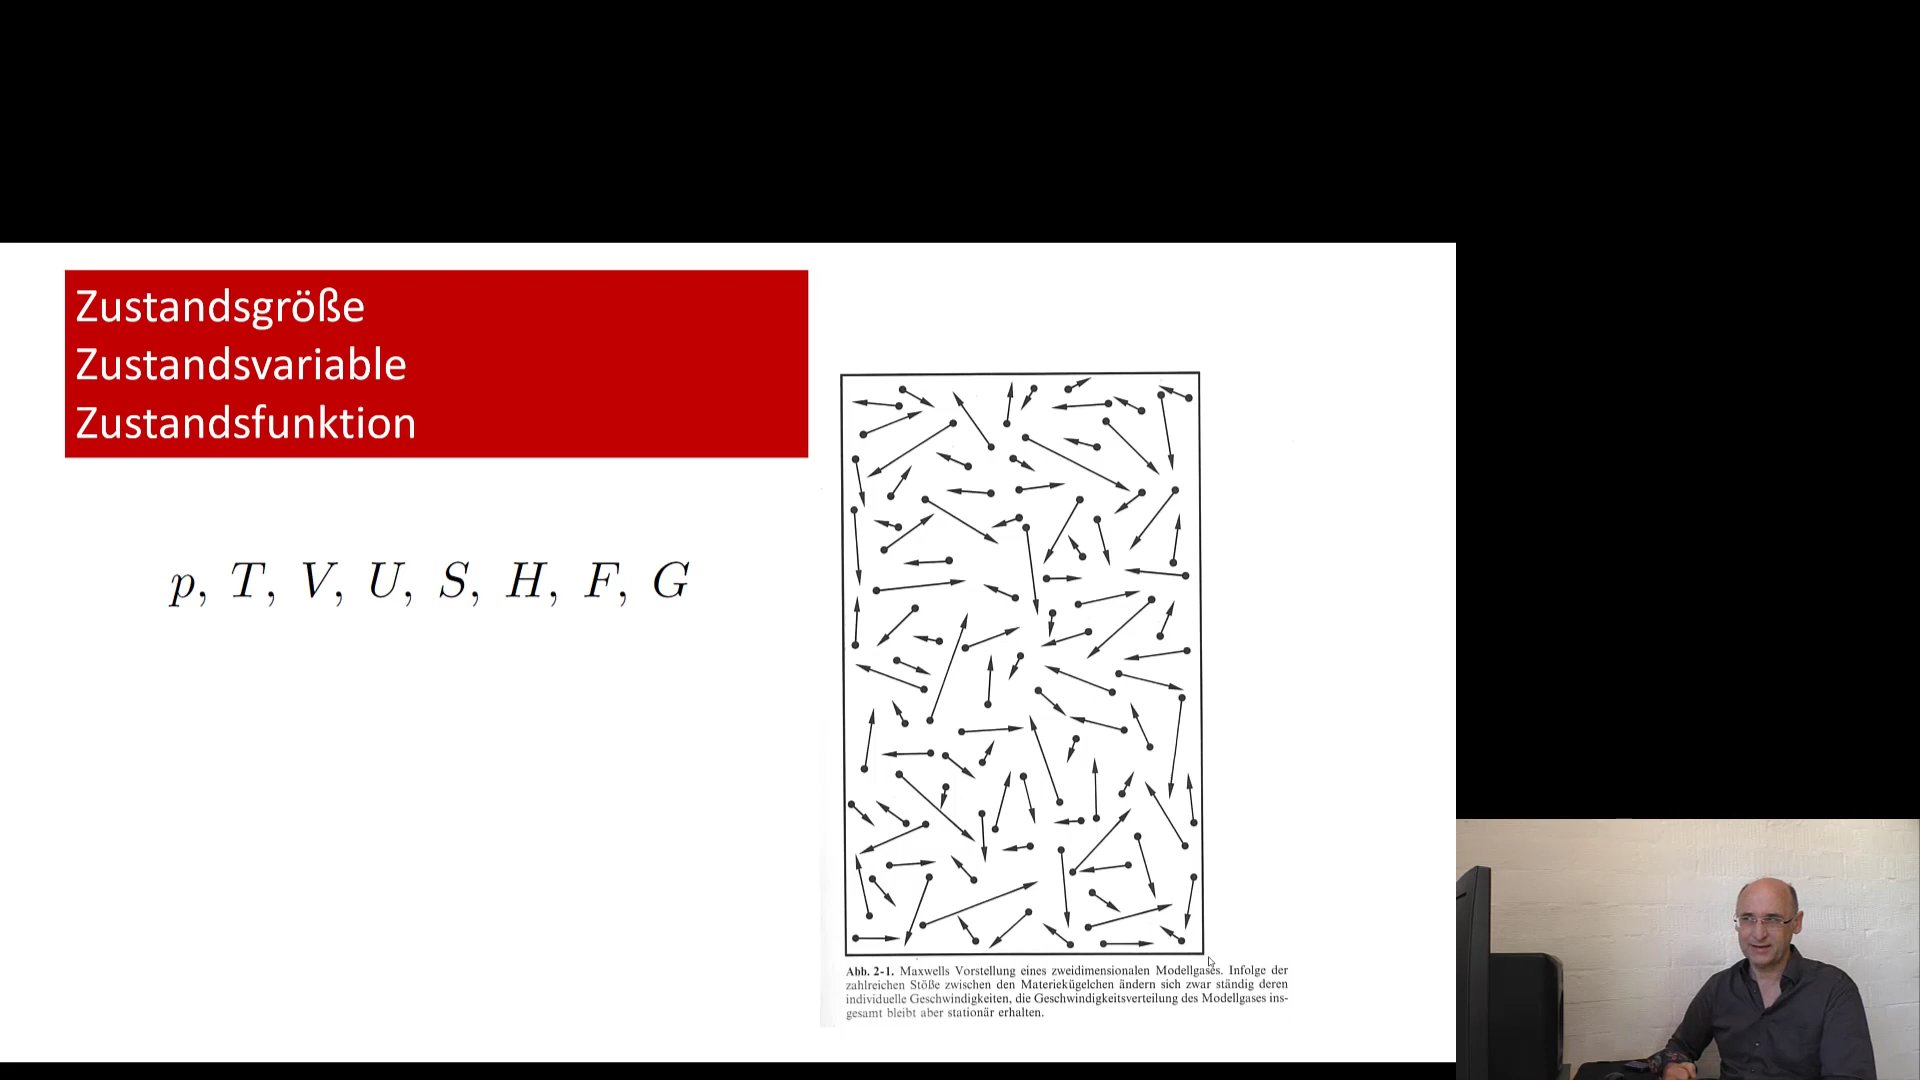 Zustandsgröße
Zustandsvariable
Zustandsfunktion
p, T, V, U, S, H, F, G
Abb. 2-1. Maxwells Vorstellung eines zweidimensionalen Modellgases. Infolge der
zahlreichen Stöße zwischen den Materiekügelchen ändern sich zwar ständig deren
individuelle Geschwindigkeiten, die Geschwindigkeitsverteilung des Modellgases ins-
gesamt bleibt aber stationär erhalten.